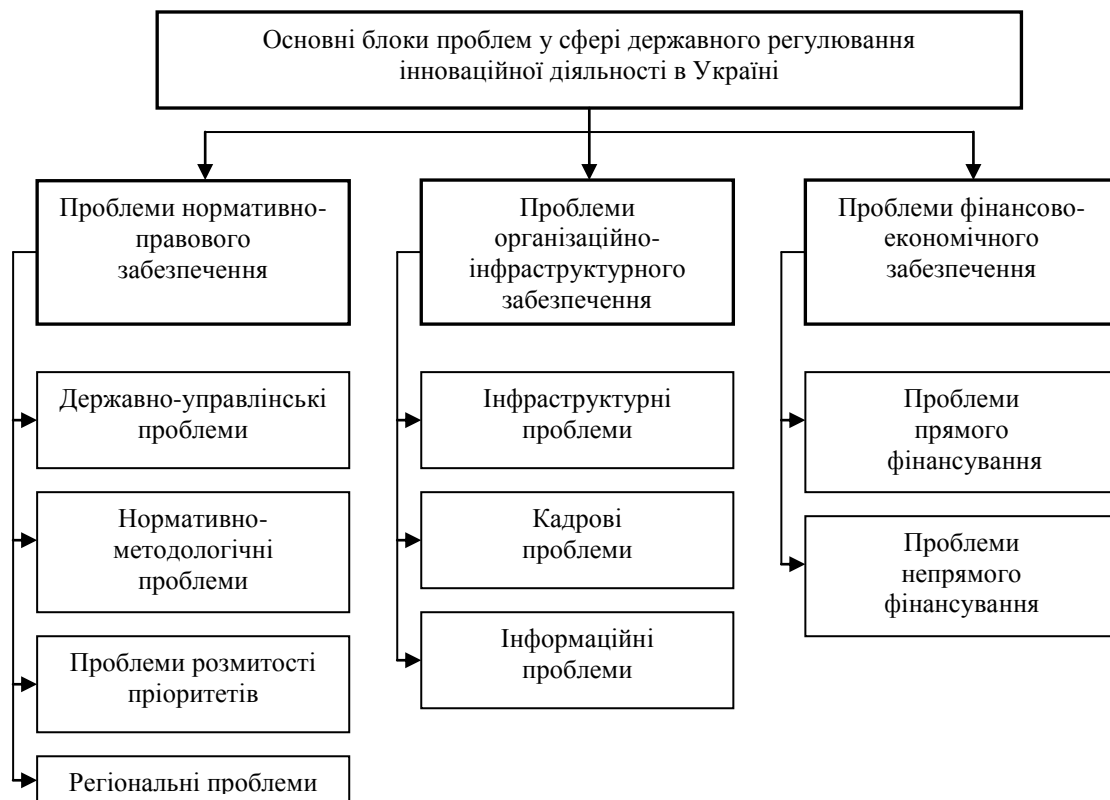 Основні блоки проблем у сфері державного регулювання
інноваційної діяльності в Україні
Проблеми нормативно-
правового
забезпечення
Державно-управлінські
проблеми
Нормативно-
методологічні
проблеми
Проблеми розмитості
пріоритетів
Регіональні проблеми
Проблеми
організаційно-
інфраструктурного
забезпечення
Інфраструктурні
проблеми
Кадрові
проблеми
Інформаційні
проблеми
Проблеми фінансово-
економічного
забезпечення
Проблеми
прямого
фінансування
Проблеми
непрямого
фінансування